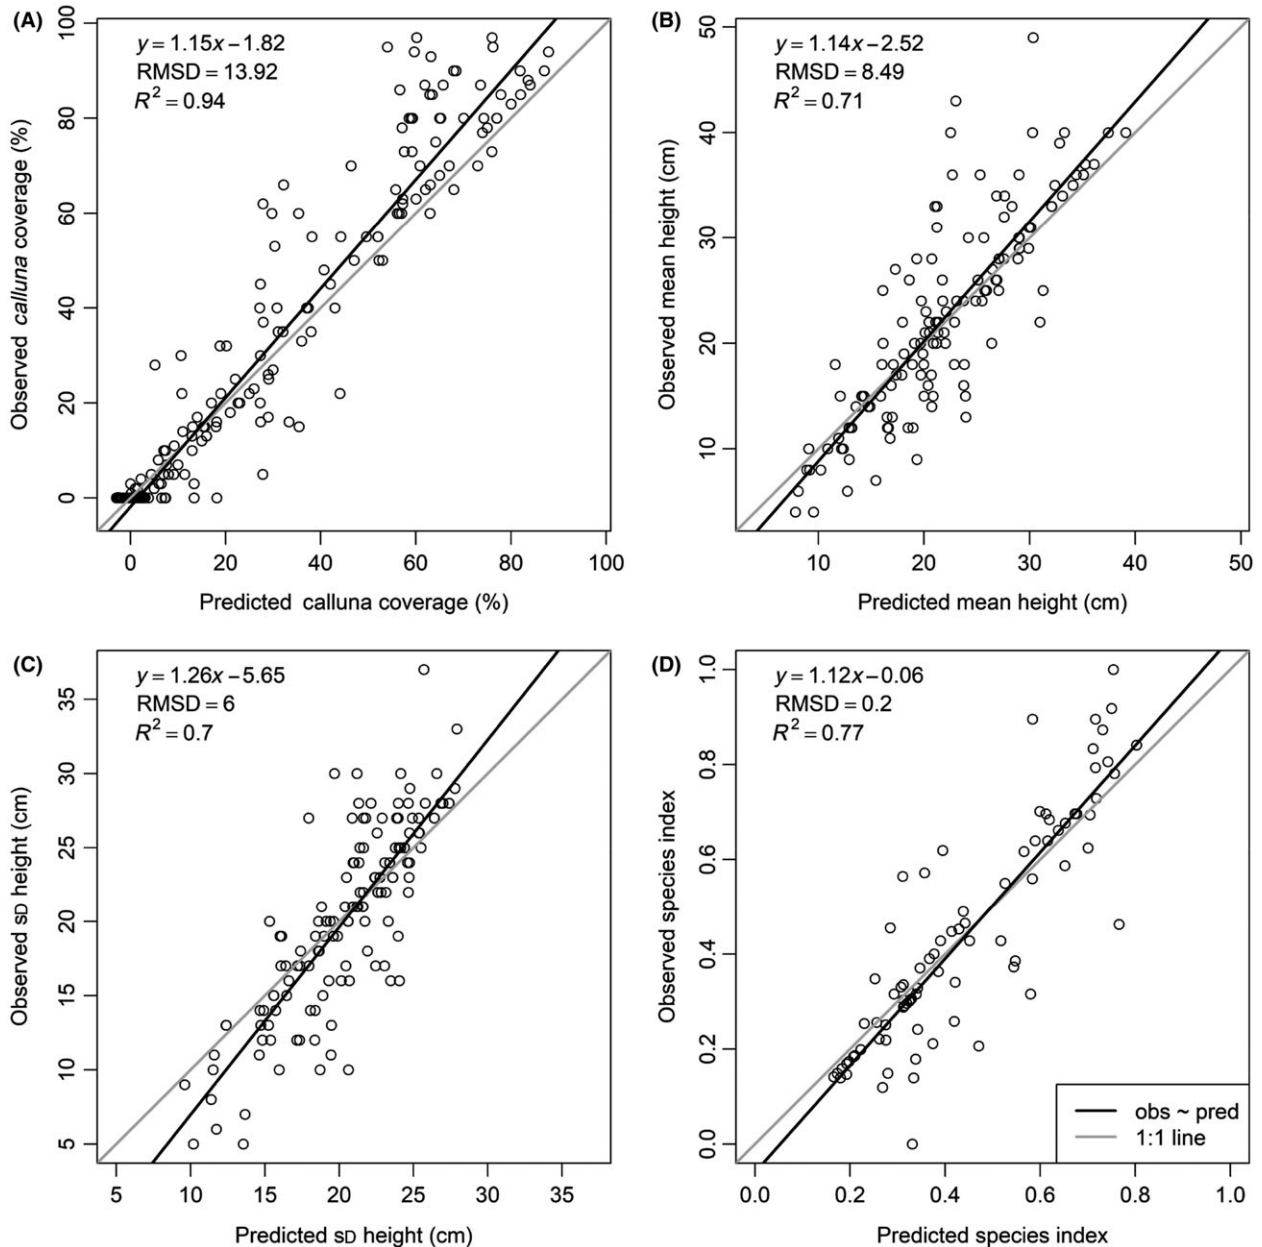 (A)
y = 1.15x − 1.82
RMSD = 13.92
R² = 0.94
Observed calluna coverage (%)
0 20 40 60 80 100
0 20 40 60 80 100
Predicted calluna coverage (%)
(B)
y = 1.14x − 2.52
RMSD = 8.49
R² = 0.71
Observed mean height (cm)
10 20 30 40 50
10 20 30 40 50
Predicted mean height (cm)
(C)
y = 1.26x − 5.65
RMSD = 6
R² = 0.7
Observed SD height (cm)
5 10 15 20 25 30 35
5 10 15 20 25 30 35
Predicted SD height (cm)
(D)
y = 1.12x − 0.06
RMSD = 0.2
R² = 0.77
Observed species index
0.0 0.2 0.4 0.6 0.8 1.0
obs ~ pred
1:1 line
0.0 0.2 0.4 0.6 0.8 1.0
Predicted species index